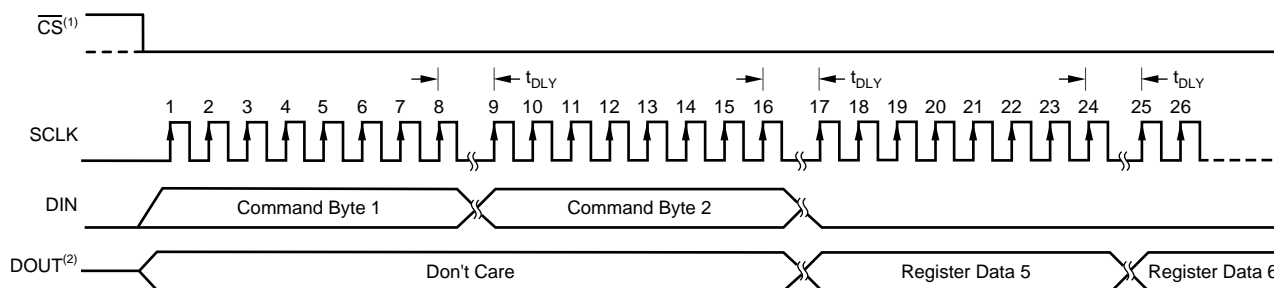 CS(1)
tDLY tDLY tDLY
1 2 3 4 5 6 7 8 9 10 11 12 13 14 15 16 17 18 19 20 21 22 23 24 25 26
SCLK
DIN Command Byte 1 Command Byte 2
DOUT(2) Don't Care Register Data 5 Register Data 6